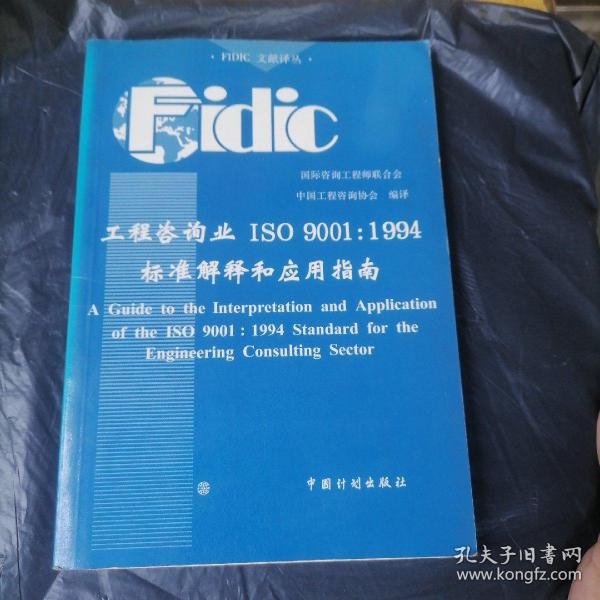 · FIDIC 文献译丛 ·
Fidic
国际咨询工程师联合会
中国工程咨询协会 编译
工程咨询业 ISO 9001:1994
标准解释和应用指南
A Guide to the Interpretation and Application
of the ISO 9001 : 1994 Standard for the
Engineering Consulting Sector
中国计划出版社
孔夫子旧书网
www.kongfz.com